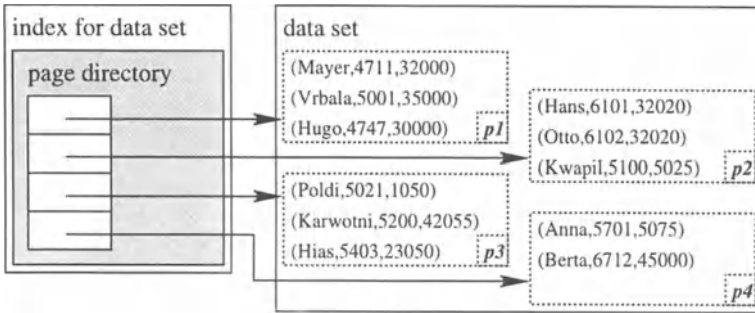 index for data set
page directory
data set
(Mayer,4711,32000)
(Vrbala,5001,35000)
(Hugo,4747,30000)
p1
(Hans,6101,32020)
(Otto,6102,32020)
(Kwapil,5100,5025)
p2
(Poldi,5021,1050)
(Karwotni,5200,42055)
(Hias,5403,23050)
p3
(Anna,5701,5075)
(Berta,6712,45000)
p4